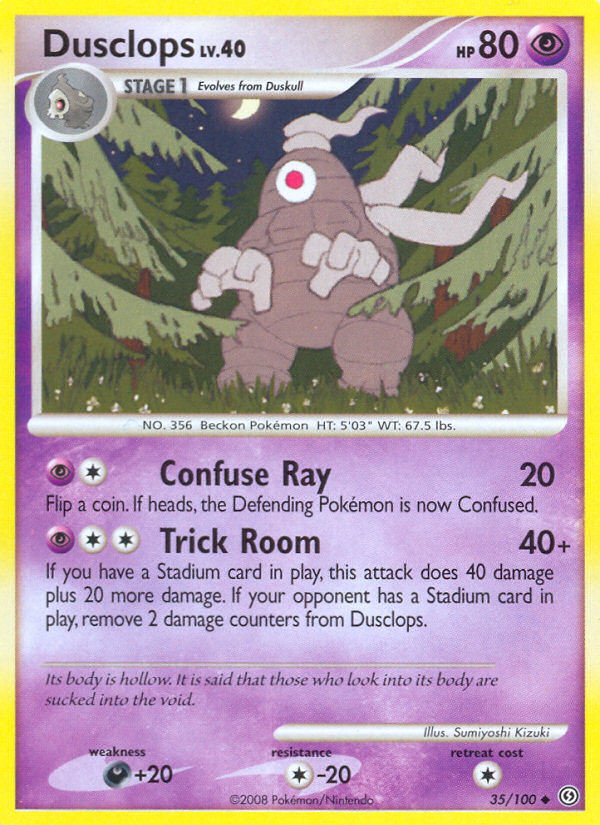 Dusclops LV.40 HP 80
STAGE 1 Evolves from Duskull
NO. 356 Beckon Pokémon HT: 5'03" WT: 67.5 lbs.
Confuse Ray 20
Flip a coin. If heads, the Defending Pokémon is now Confused.
Trick Room 40+
If you have a Stadium card in play, this attack does 40 damage
plus 20 more damage. If your opponent has a Stadium card in
play, remove 2 damage counters from Dusclops.
Its body is hollow. It is said that those who look into its body are
sucked into the void.
Illus. Sumiyoshi Kizuki
weakness resistance retreat cost
+20 -20
©2008 Pokémon/Nintendo 35/100